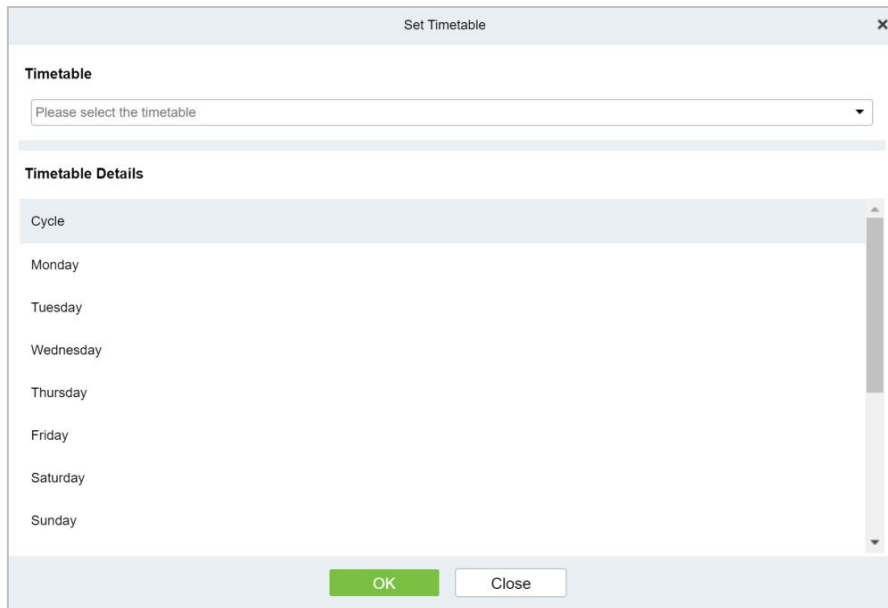 Set Timetable
Timetable
Please select the timetable
Timetable Details
Cycle
Monday
Tuesday
Wednesday
Thursday
Friday
Saturday
Sunday
OK Close